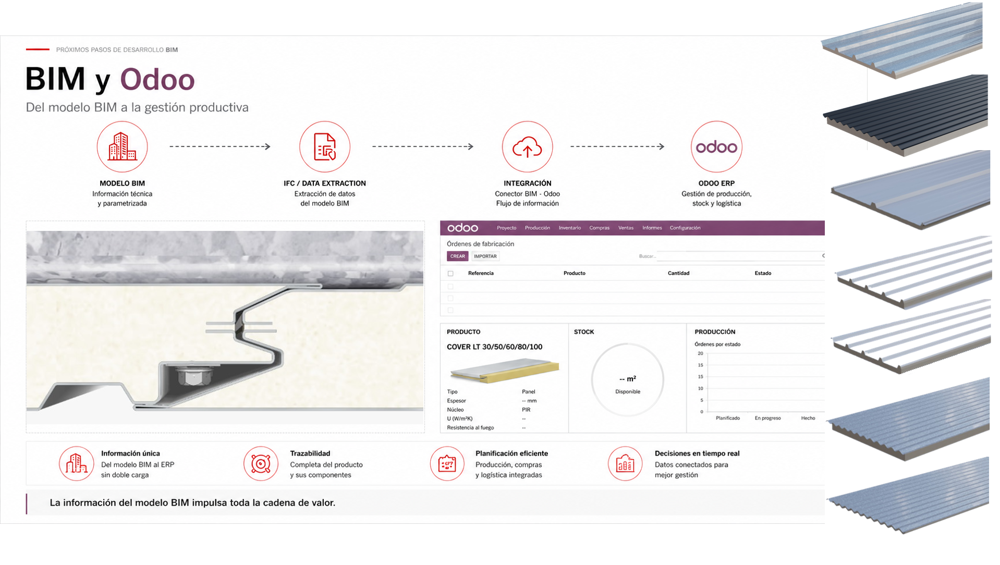 PRÓXIMOS PASOS DE DESARROLLO BIM
BIM y Odoo
Del modelo BIM a la gestión productiva
MODELO BIM
Información técnica
y parametrizada
IFC / DATA EXTRACTION
Extracción de datos
del modelo BIM
INTEGRACIÓN
Conector BIM - Odoo
Flujo de información
odoo
ODOO ERP
Gestión de producción,
stock y logística
odoo Proyecto Producción Inventario Compras Ventas Informes Configuración
Órdenes de fabricación
CREAR IMPORTAR Buscar...
Referencia Producto Cantidad Estado
PRODUCTO
COVER LT 30/50/60/80/100
Tipo Panel
Espesor -- mm
Núcleo PIR
U (W/m²K) --
Resistencia al fuego --
STOCK
-- m²
Disponible
PRODUCCIÓN
Órdenes por estado
20
15
15
10
5
0
Planificado En progreso Hecho
Información única
Del modelo BIM al ERP
sin doble carga
Trazabilidad
Completa del producto
y sus componentes
Planificación eficiente
Producción, compras
y logística integradas
Decisiones en tiempo real
Datos conectados para
mejor gestión
La información del modelo BIM impulsa toda la cadena de valor.